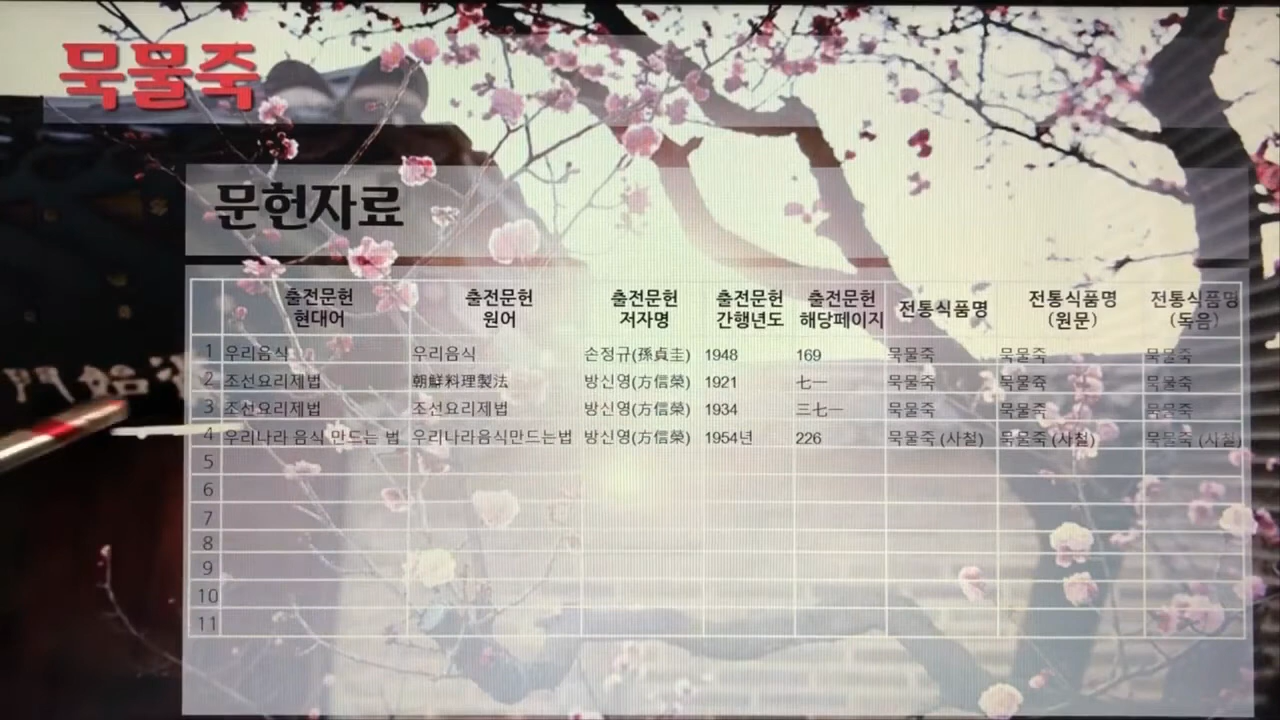 묵물죽
문헌자료
출전문헌 현대어 출전문헌 원어 출전문헌 저자명 출전문헌 간행년도 출전문헌 해당페이지 전통식품명 전통식품명 (원문) 전통식품명 (독음)
1 우리음식 우리음식 손정규(孫貞圭) 1948 169 묵물죽 묵물죽 묵물죽
2 조선요리제법 朝鮮料理製法 방신영(方信榮) 1921 七一 묵물죽 묵물쥭 묵물죽
3 조선요리제법 조선요리제법 방신영(方信榮) 1934 三七一 묵물죽 묵물죽 묵물죽
4 우리나라 음식 만드는 법 우리나라음식만드는법 방신영(方信榮) 1954년 226 묵물죽 (사철) 묵물죽 (사철) 묵물죽 (사철)
5
6
7
8
9
10
11